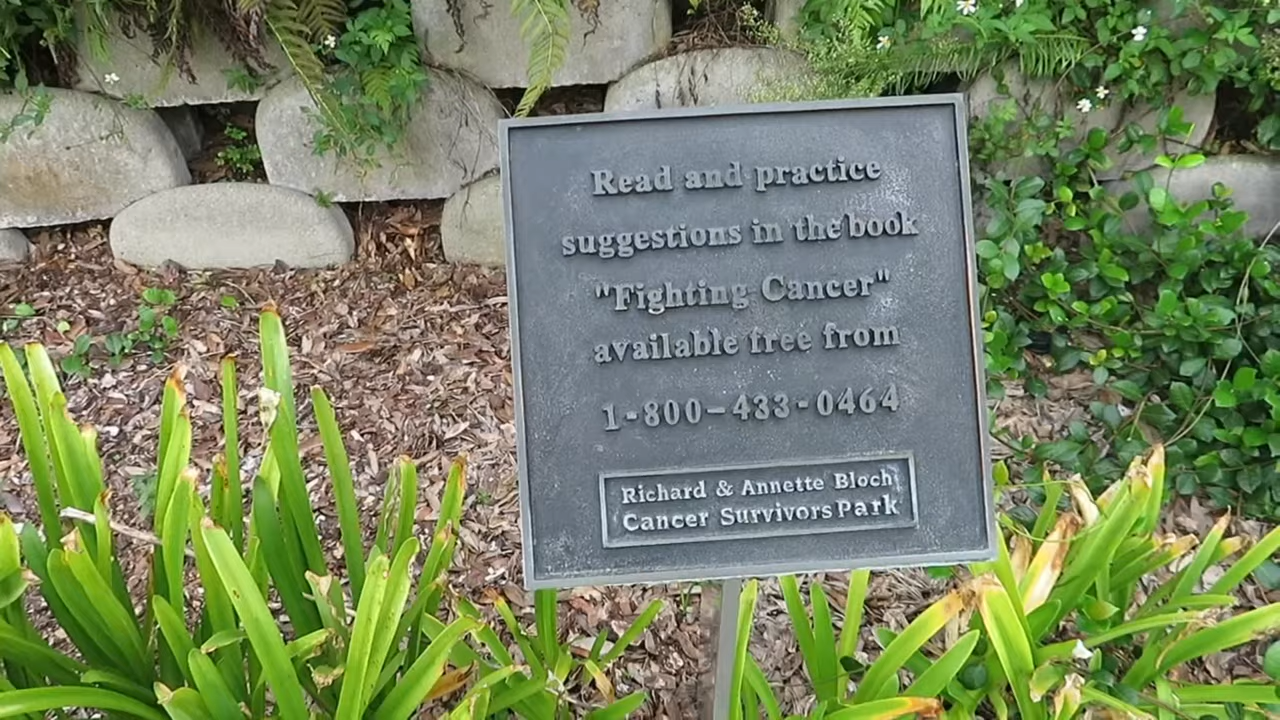 Read and practice
suggestions in the book
"Fighting Cancer"
available free from
1-800-433-0464
Richard & Annette Bloch
Cancer Survivors Park